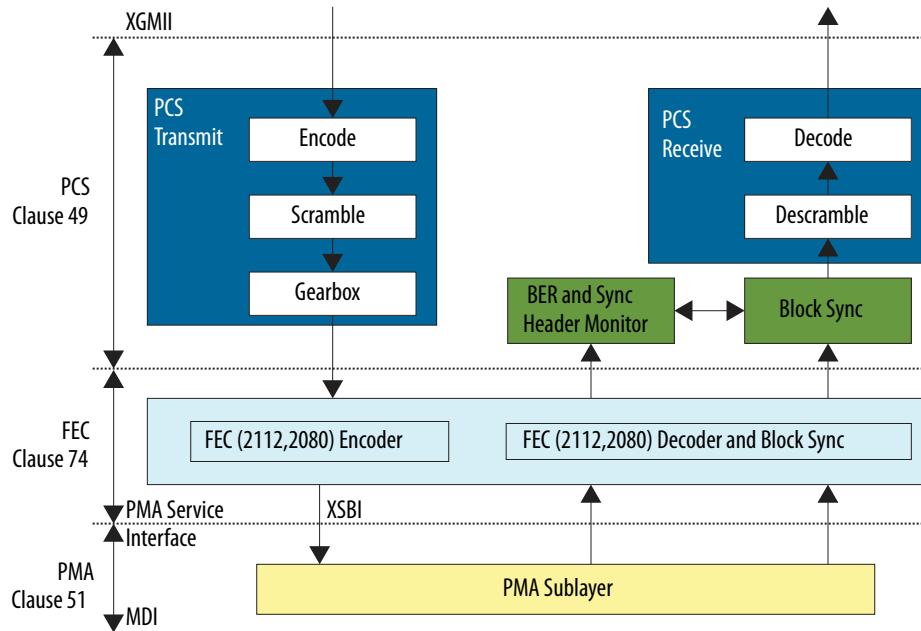 XGMII
PCS
Transmit
Encode
Scramble
Gearbox
PCS
Receive
Decode
Descramble
PCS
Clause 49
BER and Sync
Header Monitor
Block Sync
FEC
Clause 74
FEC (2112,2080) Encoder
FEC (2112,2080) Decoder and Block Sync
PMA Service
Interface
XSBI
PMA
Clause 51
PMA Sublayer
MDI